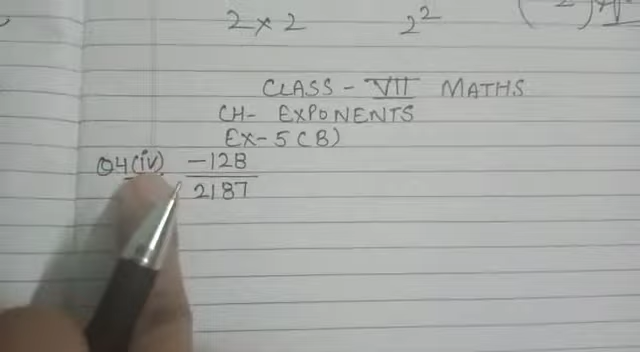 2 × 2 2²
CLASS - VII MATHS
CH- EXPONENTS
EX-5(B)
Q4(iv) -128
2187